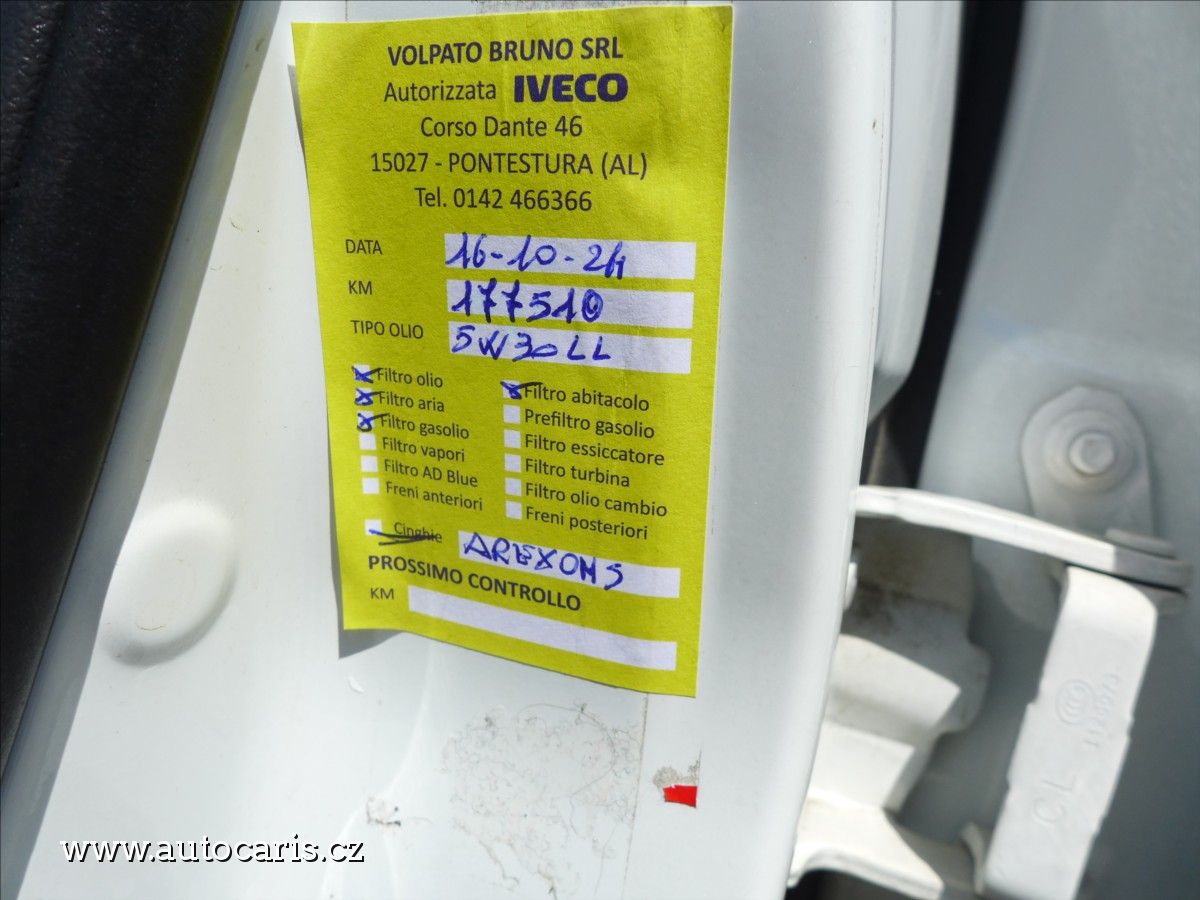 VOLPATO BRUNO SRL
Autorizzata IVECO
Corso Dante 46
15027 - PONTESTURA (AL)
Tel. 0142 466366
DATA 16-10-24
KM 177510
TIPO OLIO 5W30LL
Filtro olio
Filtro aria
Filtro gasolio
Filtro vapori
Filtro AD Blue
Freni anteriori
Filtro abitacolo
Prefiltro gasolio
Filtro essiccatore
Filtro turbina
Filtro olio cambio
Freni posteriori
Cinghie AREXONS
PROSSIMO CONTROLLO
KM
CL
www.autocaris.cz